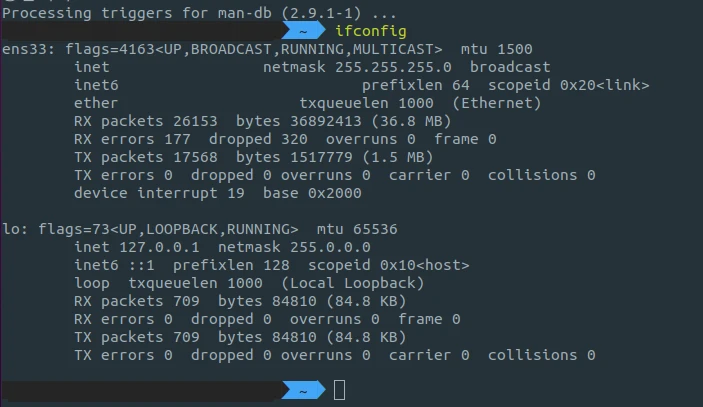 Processing triggers for man-db (2.9.1-1) ...
~ ifconfig
ens33: flags=4163<UP,BROADCAST,RUNNING,MULTICAST>  mtu 1500
inet netmask 255.255.255.0  broadcast
inet6 prefixlen 64  scopeid 0x20<link>
ether txqueuelen 1000  (Ethernet)
RX packets 26153  bytes 36892413 (36.8 MB)
RX errors 177  dropped 320  overruns 0  frame 0
TX packets 17568  bytes 1517779 (1.5 MB)
TX errors 0  dropped 0 overruns 0  carrier 0  collisions 0
device interrupt 19  base 0x2000
lo: flags=73<UP,LOOPBACK,RUNNING>  mtu 65536
inet 127.0.0.1  netmask 255.0.0.0
inet6 ::1  prefixlen 128  scopeid 0x10<host>
loop  txqueuelen 1000  (Local Loopback)
RX packets 709  bytes 84810 (84.8 KB)
RX errors 0  dropped 0  overruns 0  frame 0
TX packets 709  bytes 84810 (84.8 KB)
TX errors 0  dropped 0 overruns 0  carrier 0  collisions 0
~